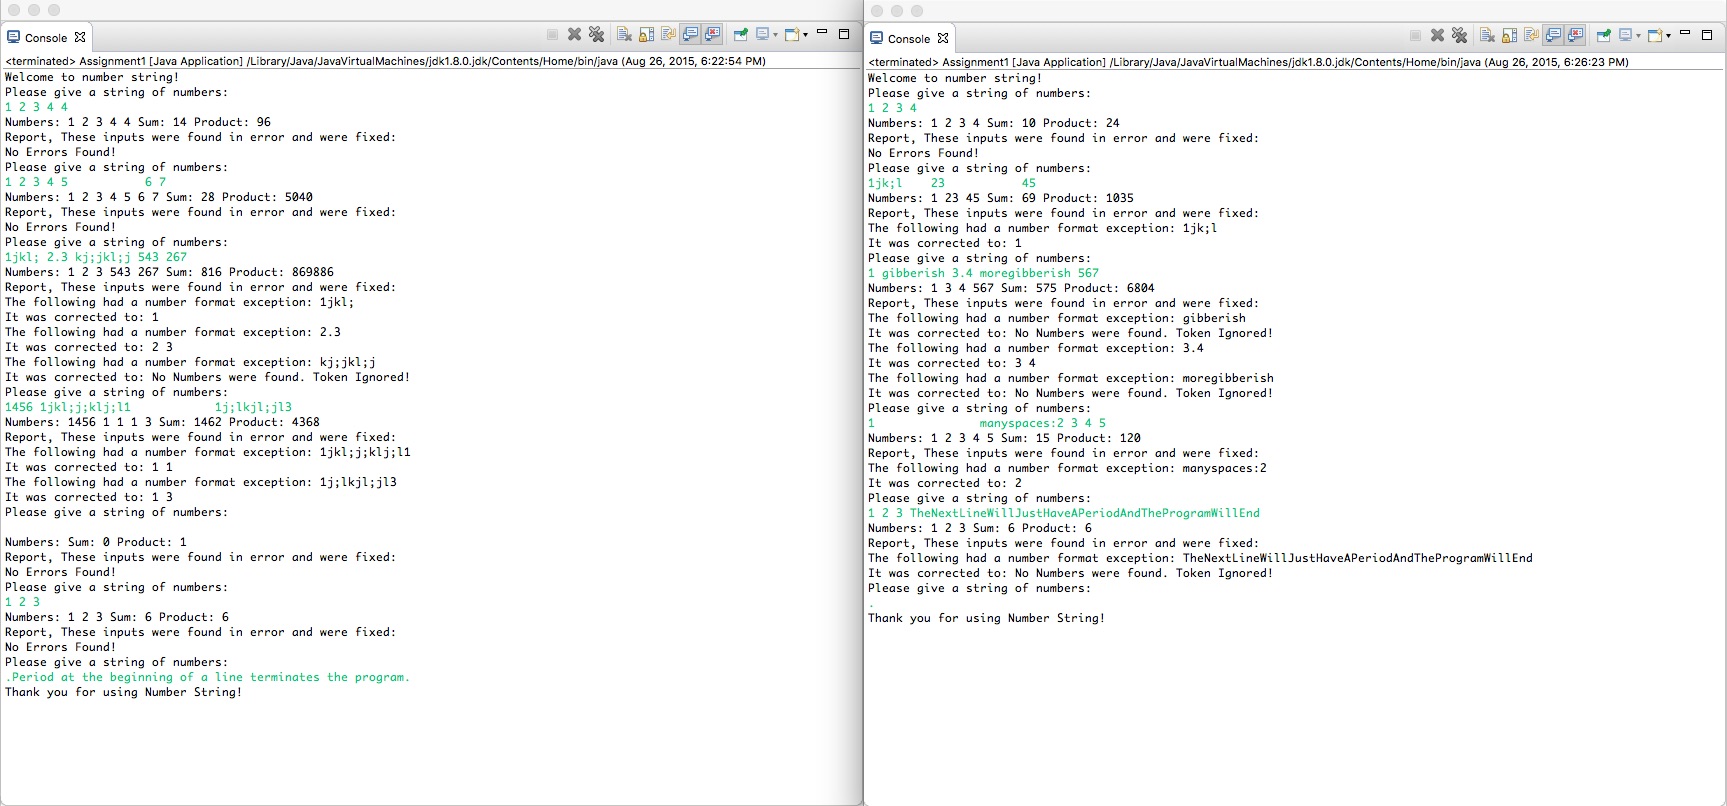 Console
<terminated> Assignment1 [Java Application] /Library/Java/JavaVirtualMachines/jdk1.8.0.jdk/Contents/Home/bin/java (Aug 26, 2015, 6:22:54 PM)
Welcome to number string!
Please give a string of numbers:
1 2 3 4 4
Numbers: 1 2 3 4 4 Sum: 14 Product: 96
Report, These inputs were found in error and were fixed:
No Errors Found!
Please give a string of numbers:
1 2 3 4 5           6 7
Numbers: 1 2 3 4 5 6 7 Sum: 28 Product: 5040
Report, These inputs were found in error and were fixed:
No Errors Found!
Please give a string of numbers:
1jkl; 2.3 kj;jkl;j 543 267
Numbers: 1 2 3 543 267 Sum: 816 Product: 869886
Report, These inputs were found in error and were fixed:
The following had a number format exception: 1jkl;
It was corrected to: 1
The following had a number format exception: 2.3
It was corrected to: 2 3
The following had a number format exception: kj;jkl;j
It was corrected to: No Numbers were found. Token Ignored!
Please give a string of numbers:
1456 1jkl;j;klj;l1            1j;lkjl;jl3
Numbers: 1456 1 1 1 3 Sum: 1462 Product: 4368
Report, These inputs were found in error and were fixed:
The following had a number format exception: 1jkl;j;klj;l1
It was corrected to: 1 1
The following had a number format exception: 1j;lkjl;jl3
It was corrected to: 1 3
Please give a string of numbers:
Numbers: Sum: 0 Product: 1
Report, These inputs were found in error and were fixed:
No Errors Found!
Please give a string of numbers:
1 2 3
Numbers: 1 2 3 Sum: 6 Product: 6
Report, These inputs were found in error and were fixed:
No Errors Found!
Please give a string of numbers:
.Period at the beginning of a line terminates the program.
Thank you for using Number String!
Console
<terminated> Assignment1 [Java Application] /Library/Java/JavaVirtualMachines/jdk1.8.0.jdk/Contents/Home/bin/java (Aug 26, 2015, 6:26:23 PM)
Welcome to number string!
Please give a string of numbers:
1 2 3 4
Numbers: 1 2 3 4 Sum: 10 Product: 24
Report, These inputs were found in error and were fixed:
No Errors Found!
Please give a string of numbers:
1jk;l    23           45
Numbers: 1 23 45 Sum: 69 Product: 1035
Report, These inputs were found in error and were fixed:
The following had a number format exception: 1jk;l
It was corrected to: 1
Please give a string of numbers:
1 gibberish 3.4 moregibberish 567
Numbers: 1 3 4 567 Sum: 575 Product: 6804
Report, These inputs were found in error and were fixed:
The following had a number format exception: gibberish
It was corrected to: No Numbers were found. Token Ignored!
The following had a number format exception: 3.4
It was corrected to: 3 4
The following had a number format exception: moregibberish
It was corrected to: No Numbers were found. Token Ignored!
Please give a string of numbers:
1               manyspaces:2 3 4 5
Numbers: 1 2 3 4 5 Sum: 15 Product: 120
Report, These inputs were found in error and were fixed:
The following had a number format exception: manyspaces:2
It was corrected to: 2
Please give a string of numbers:
1 2 3 TheNextLineWillJustHaveAPeriodAndTheProgramWillEnd
Numbers: 1 2 3 Sum: 6 Product: 6
Report, These inputs were found in error and were fixed:
The following had a number format exception: TheNextLineWillJustHaveAPeriodAndTheProgramWillEnd
It was corrected to: No Numbers were found. Token Ignored!
Please give a string of numbers:
.
Thank you for using Number String!